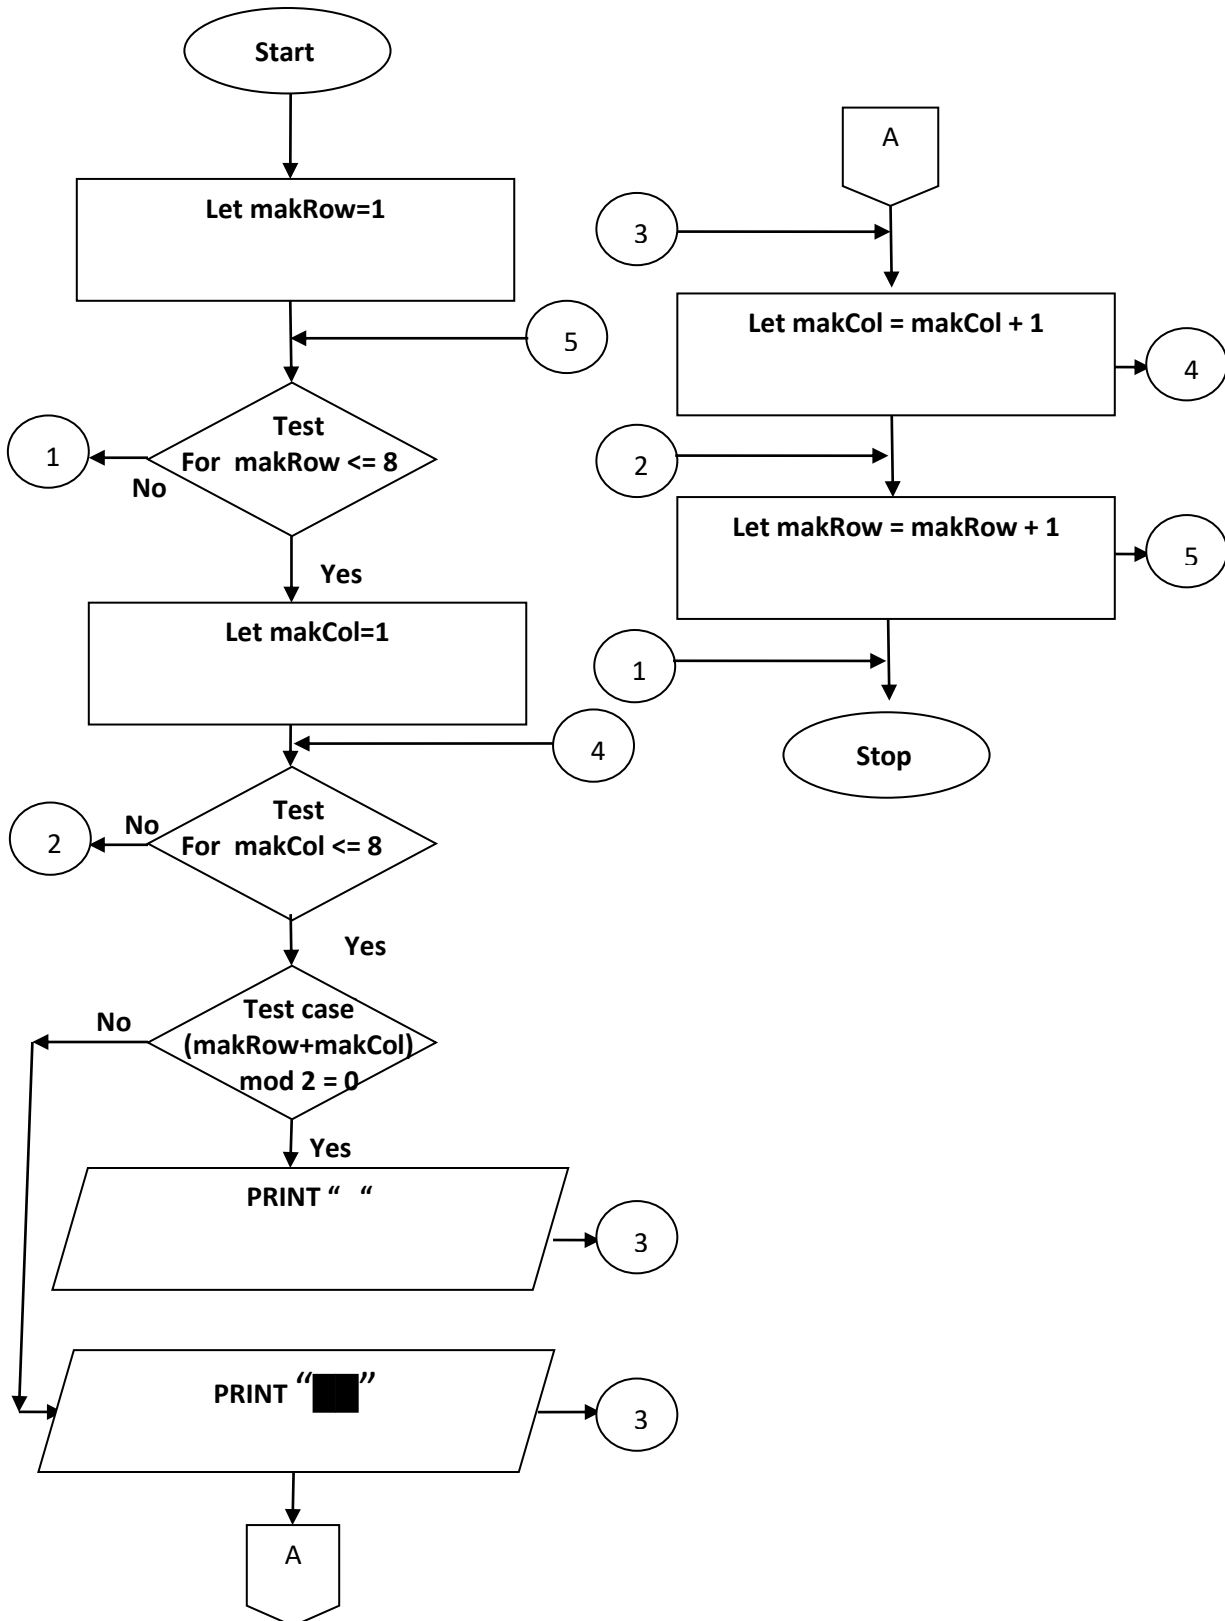 Start
Let makRow=1
5
Test
For makRow <= 8
1
No
Yes
Let makCol=1
4
Test
For makCol <= 8
No
2
Yes
Test case
(makRow+makCol)
mod 2 = 0
No
Yes
PRINT “ “
3
PRINT “██”
3
A
A
3
Let makCol = makCol + 1
4
2
Let makRow = makRow + 1
5
1
Stop